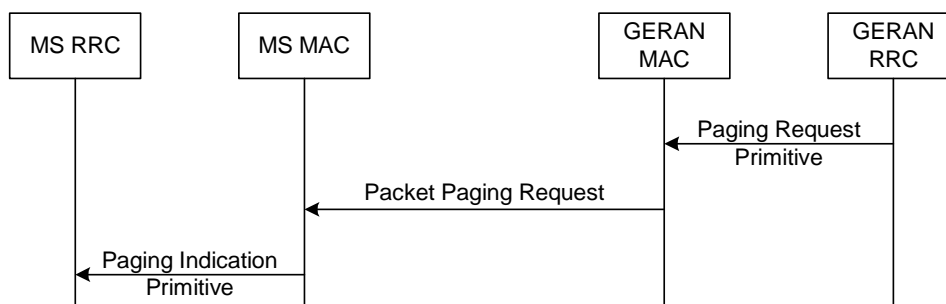 MS RRC
MS MAC
GERAN
MAC
GERAN
RRC
Paging Request
Primitive
Packet Paging Request
Paging Indication
Primitive